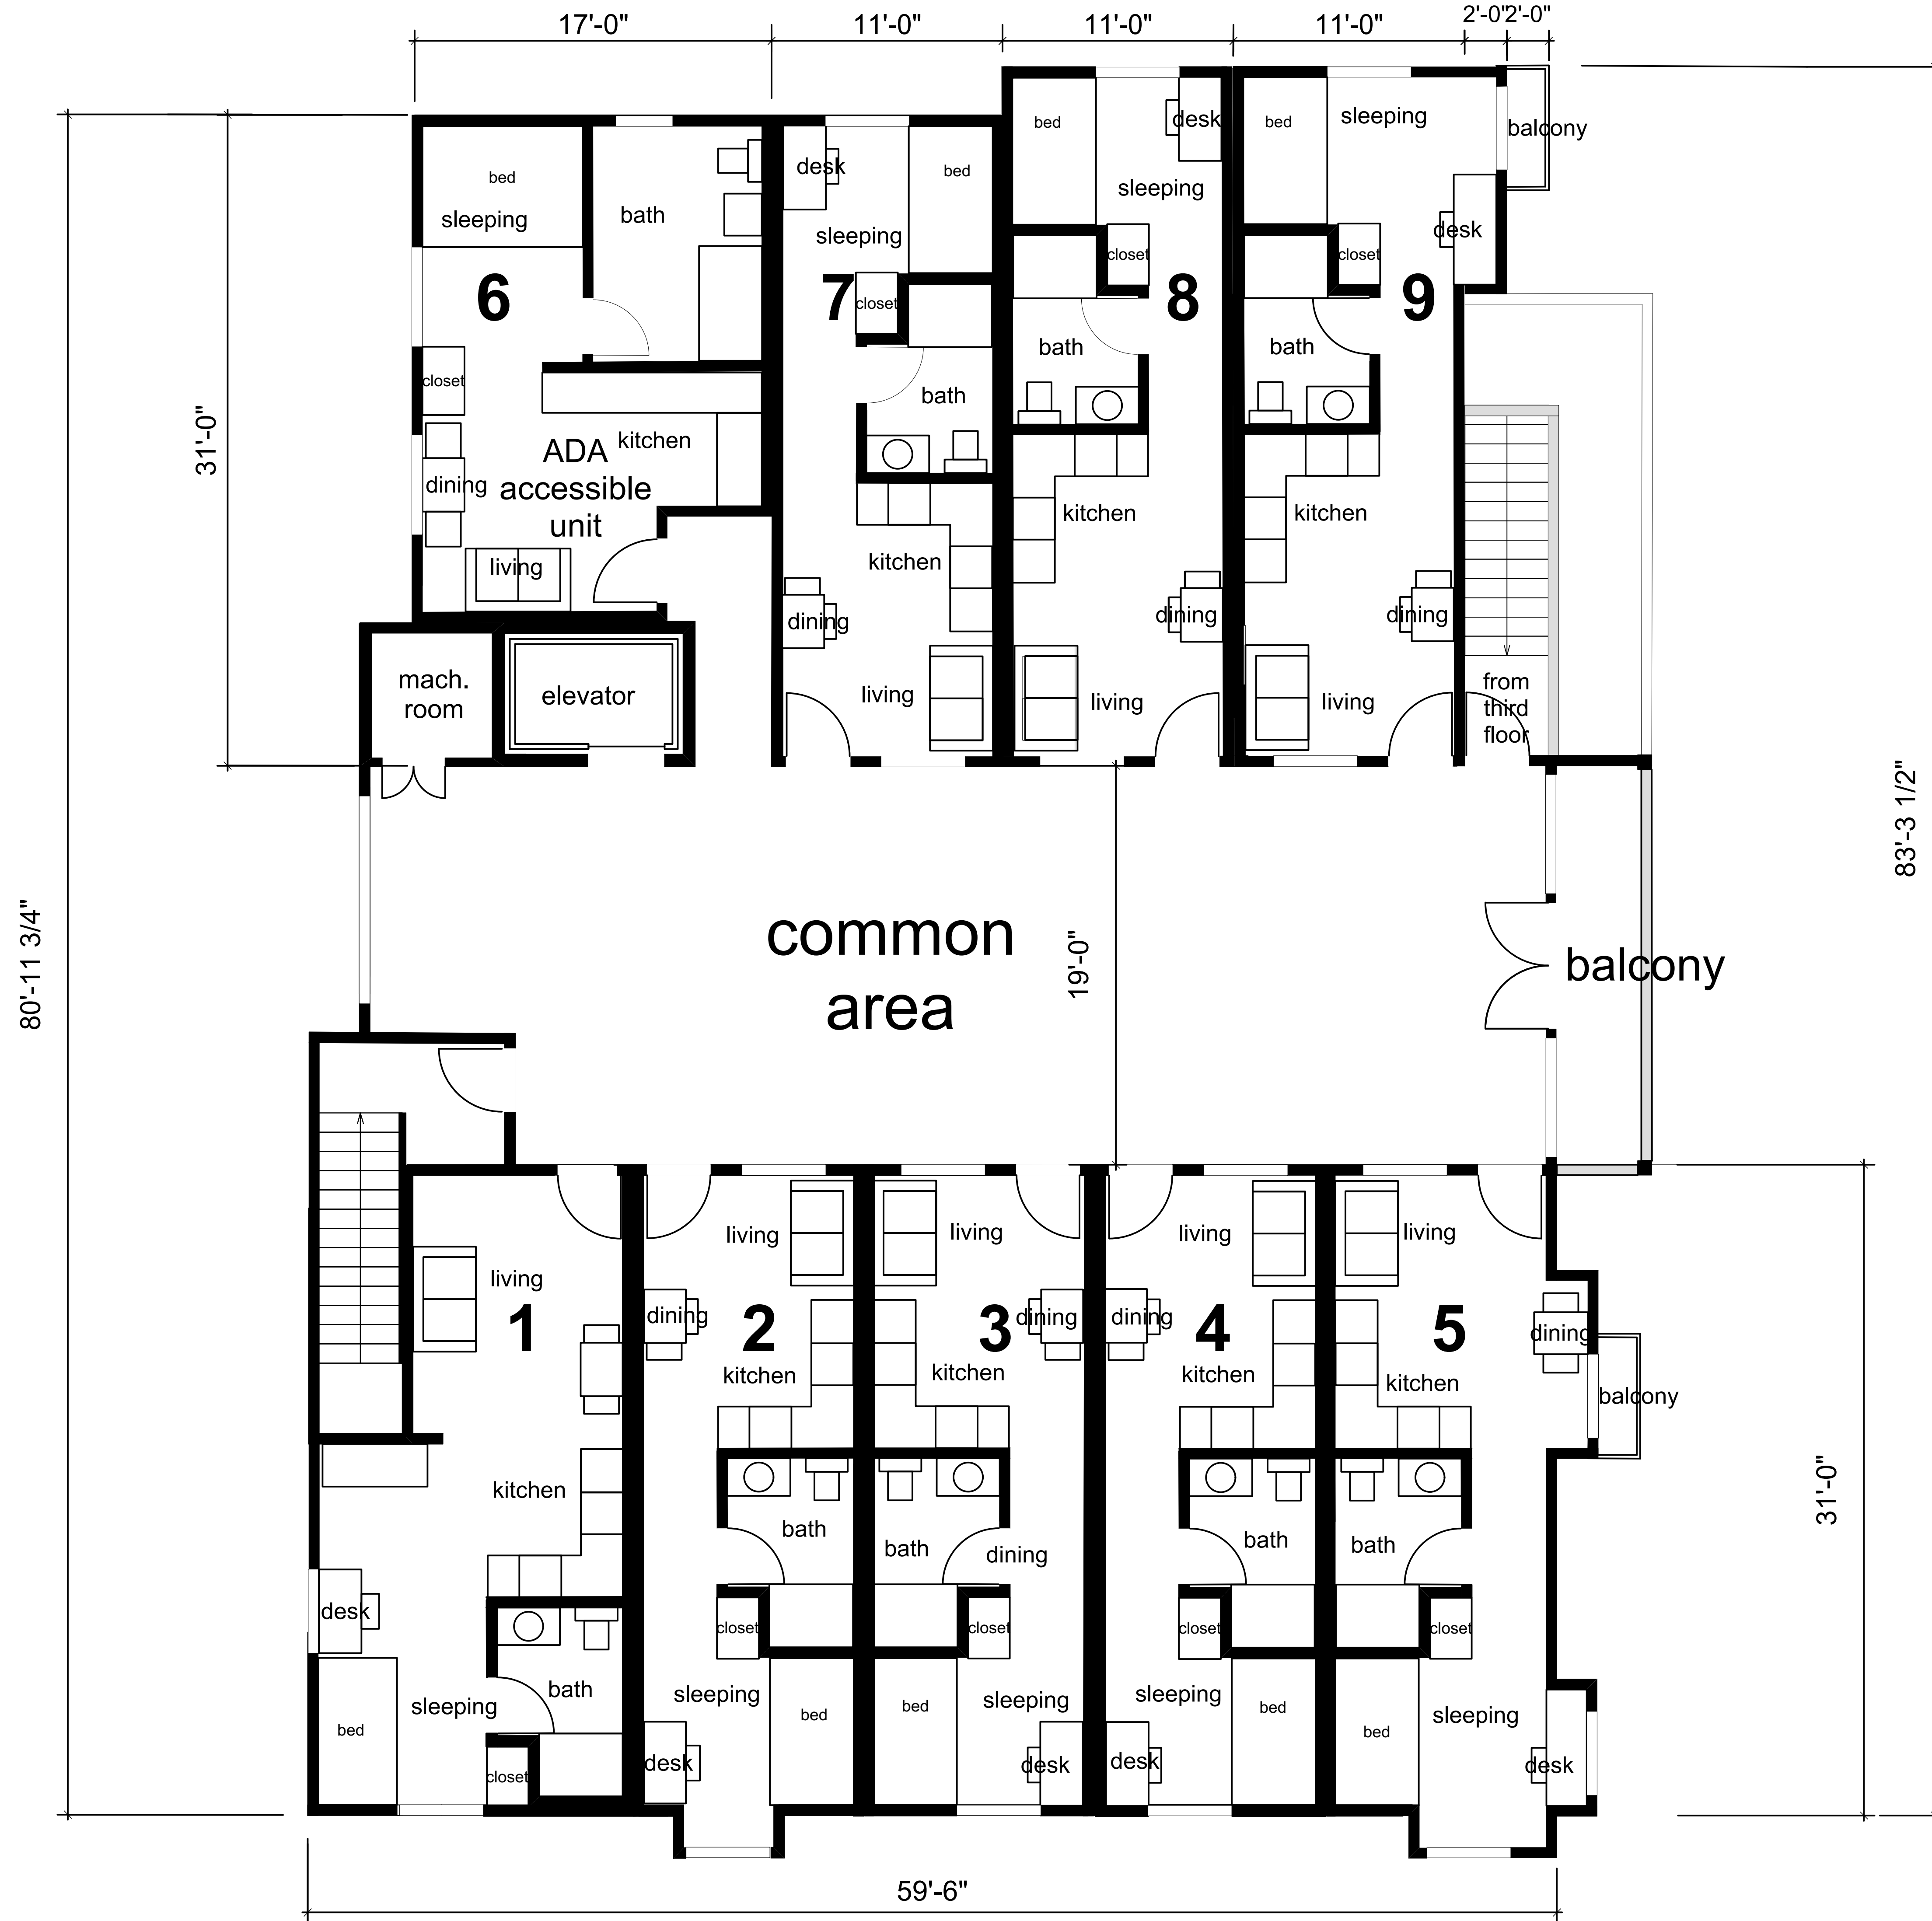 17'-0"
11'-0"
11'-0"
11'-0"
2'-0"
2'-0"
bed
sleeping
bath
6
closet
kitchen
ADA
accessible
unit
dining
living
desk
bed
sleeping
7
closet
bath
kitchen
dining
living
bed
desk
sleeping
closet
8
bath
kitchen
dining
living
bed
sleeping
balcony
desk
closet
9
bath
kitchen
dining
living
from
third
floor
31'-0"
mach.
room
elevator
80'-11 3/4"
83'-3 1/2"
common
area
19'-0"
balcony
living
1
kitchen
desk
sleeping
bath
bed
closet
living
dining
2
kitchen
bath
closet
sleeping
bed
desk
living
3
dining
kitchen
bath
dining
closet
bed
sleeping
desk
living
dining
4
kitchen
bath
closet
sleeping
bed
desk
living
5
dining
kitchen
balcony
bath
closet
sleeping
bed
desk
31'-0"
59'-6"